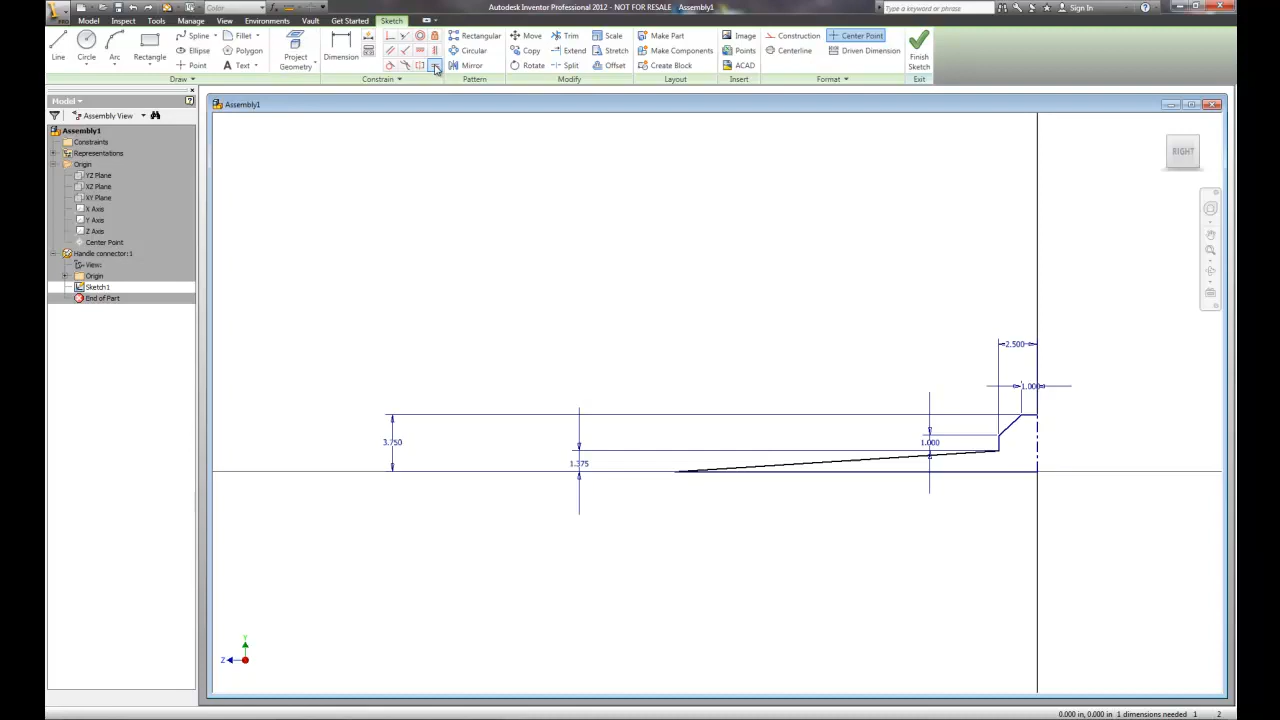 Autodesk Inventor Professional 2012 - NOT FOR RESALE Assembly1
Type a keyword or phrase
Sign In
Color
PRO
Model Inspect Tools Manage View Environments Vault Get Started Sketch
Line Circle Arc Rectangle
Spline Fillet
Ellipse Polygon
Point Text
Project Geometry
Dimension
Rectangular
Circular
Mirror
Move Trim Scale
Copy Extend Stretch
Rotate Split Offset
Make Part
Make Components
Create Block
Image
Points
ACAD
Construction Center Point
Centerline Driven Dimension
Finish Sketch
Draw Constrain Pattern Modify Layout Insert Format Exit
Model
Assembly View
Assembly1
Constraints
Representations
Origin
YZ Plane
XZ Plane
XY Plane
X Axis
Y Axis
Z Axis
Center Point
Handle connector:1
View:
Origin
Sketch1
End of Part
Assembly1
RIGHT
2.500
1.000
3.750
1.375
1.000
Y
Z
0.000 in, 0.000 in 1 dimensions needed 1 2